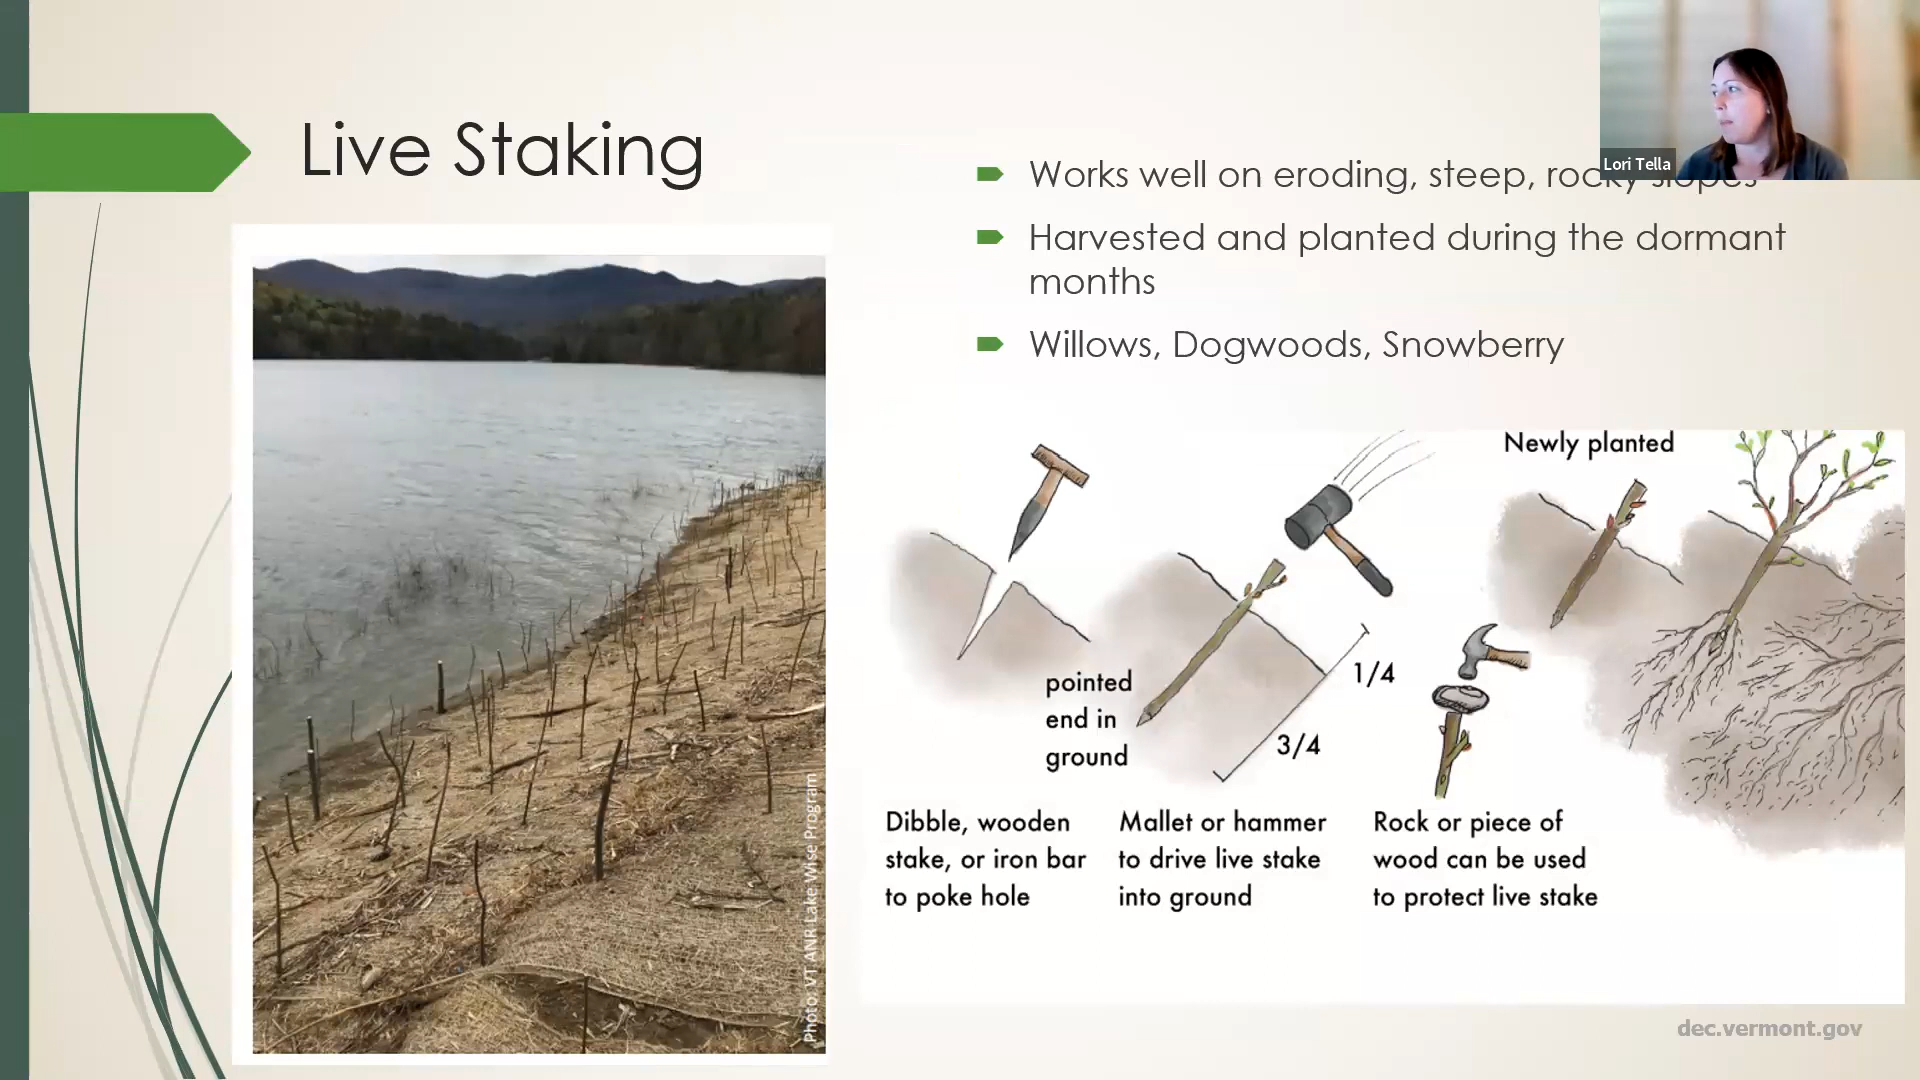 Live Staking
Lori Tella
Works well on eroding, steep, rocky slopes
Harvested and planted during the dormant
months
Willows, Dogwoods, Snowberry
Newly planted
pointed
end in
ground
1/4
3/4
Dibble, wooden
stake, or iron bar
to poke hole
Mallet or hammer
to drive live stake
into ground
Rock or piece of
wood can be used
to protect live stake
Photo: VT ANR Lake Wise Program
dec.vermont.gov